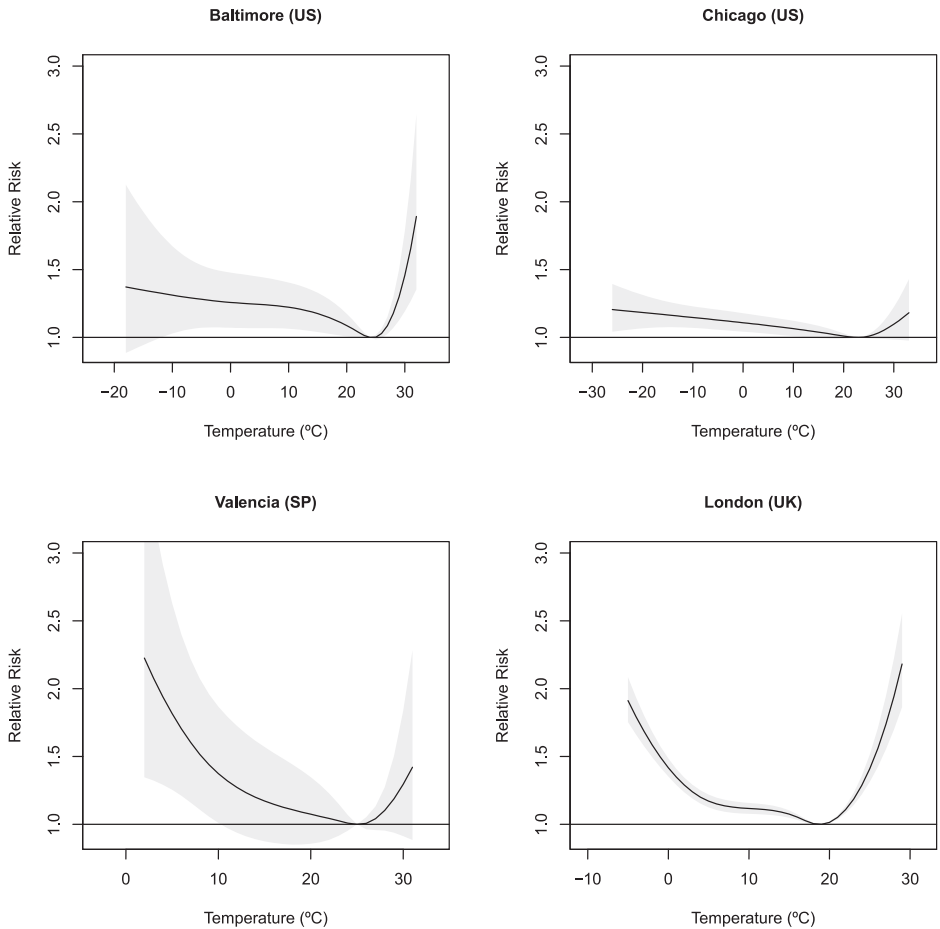 Baltimore (US)
Relative Risk
3.0
2.5
2.0
1.5
1.0
−20 −10 0 10 20 30
Temperature (ºC)
Chicago (US)
Relative Risk
3.0
2.5
2.0
1.5
1.0
−30 −20 −10 0 10 20 30
Temperature (ºC)
Valencia (SP)
Relative Risk
3.0
2.5
2.0
1.5
1.0
0 10 20 30
Temperature (ºC)
London (UK)
Relative Risk
3.0
2.5
2.0
1.5
1.0
−10 0 10 20 30
Temperature (ºC)